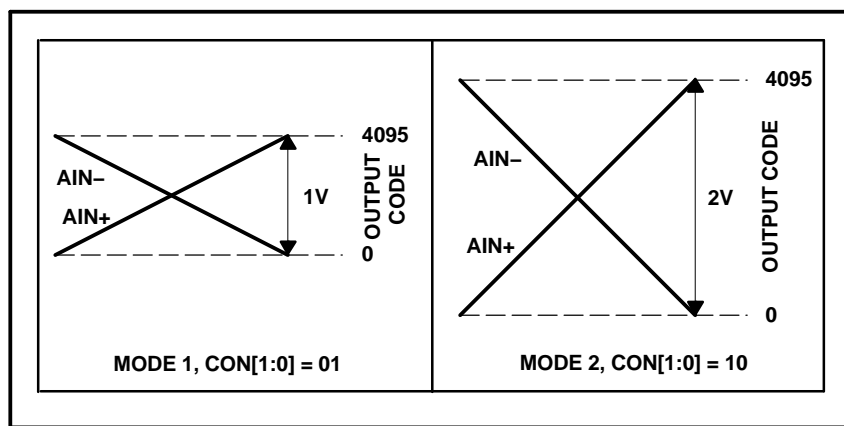 4095
AIN–
1V
OUTPUT
CODE
AIN+
0
MODE 1, CON[1:0] = 01
4095
AIN–
2V
OUTPUT CODE
AIN+
0
MODE 2, CON[1:0] = 10